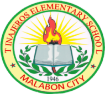 TINAJEROS ELEMENTARY SCHOOL
1946
MALABON CITY